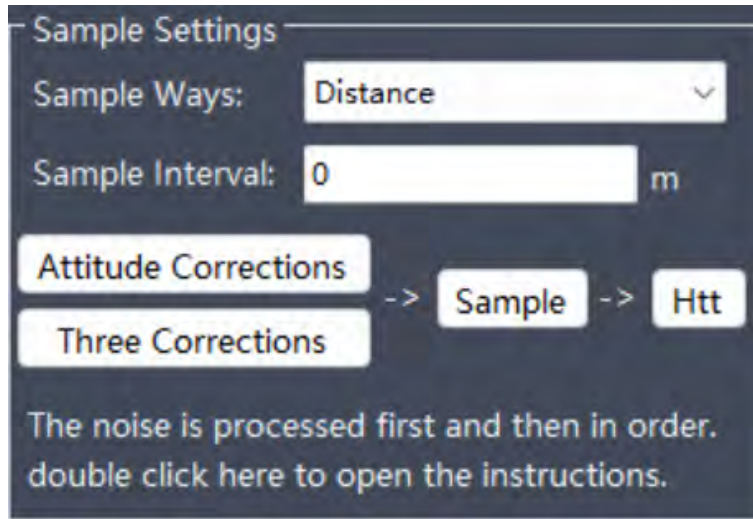 Sample Settings
Sample Ways: Distance
Sample Interval: 0 m
Attitude Corrections
-> Sample -> Htt
Three Corrections
The noise is processed first and then in order.
double click here to open the instructions.